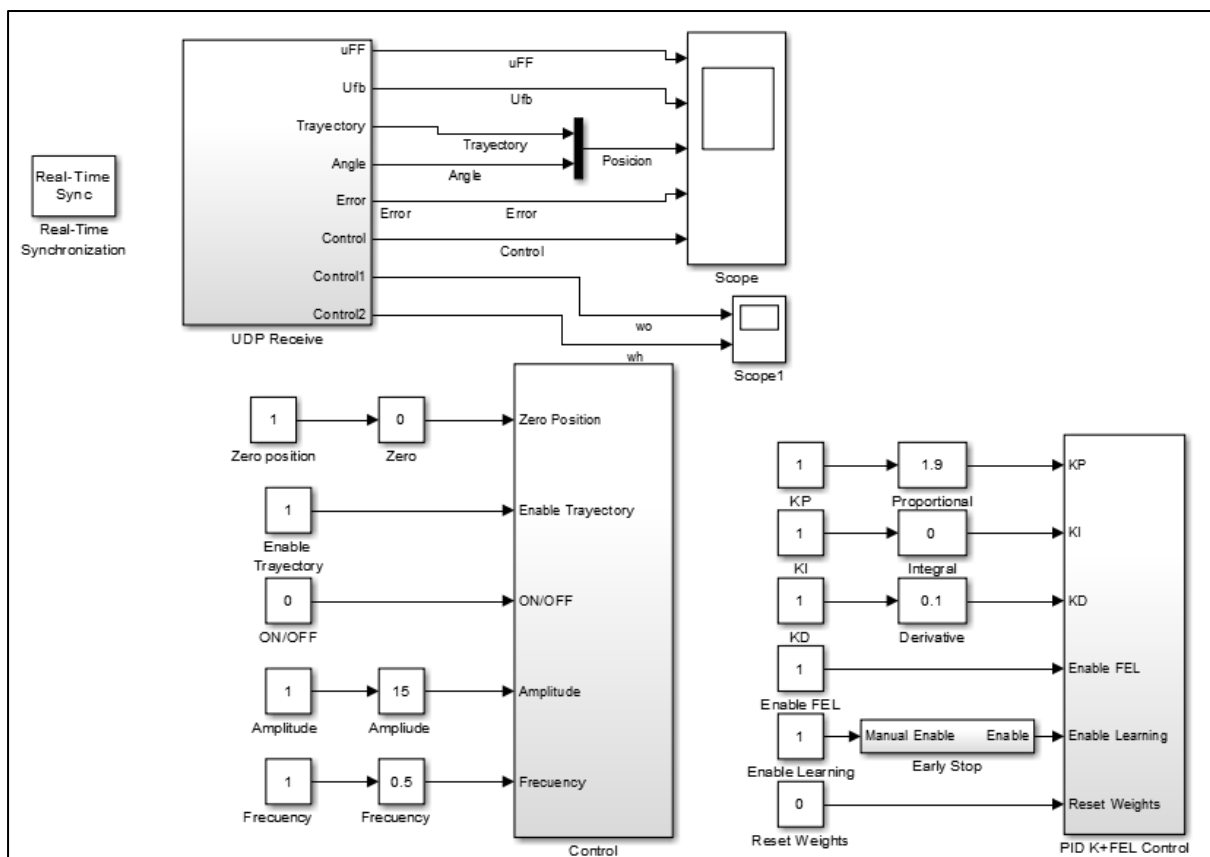 uFF
uFF
Ufb
Ufb
Trayectory
Trayectory
Angle
Angle
Posicion
Error
Error
Error
Control
Control
Control1
wo
Control2
wh
UDP Receive
Scope
Scope1
Real-Time
Sync
Real-Time
Synchronization
1
Zero position
0
Zero
Zero Position
1
Enable
Trayectory
Enable Trayectory
0
ON/OFF
ON/OFF
1
Amplitude
15
Ampliude
Amplitude
1
Frecuency
0.5
Frecuency
Frecuency
Control
1
KP
1.9
Proportional
KP
1
KI
0
Integral
KI
1
KD
0.1
Derivative
KD
1
Enable FEL
Enable FEL
1
Enable Learning
Manual Enable Enable
Early Stop
Enable Learning
0
Reset Weights
Reset Weights
PID K+FEL Control